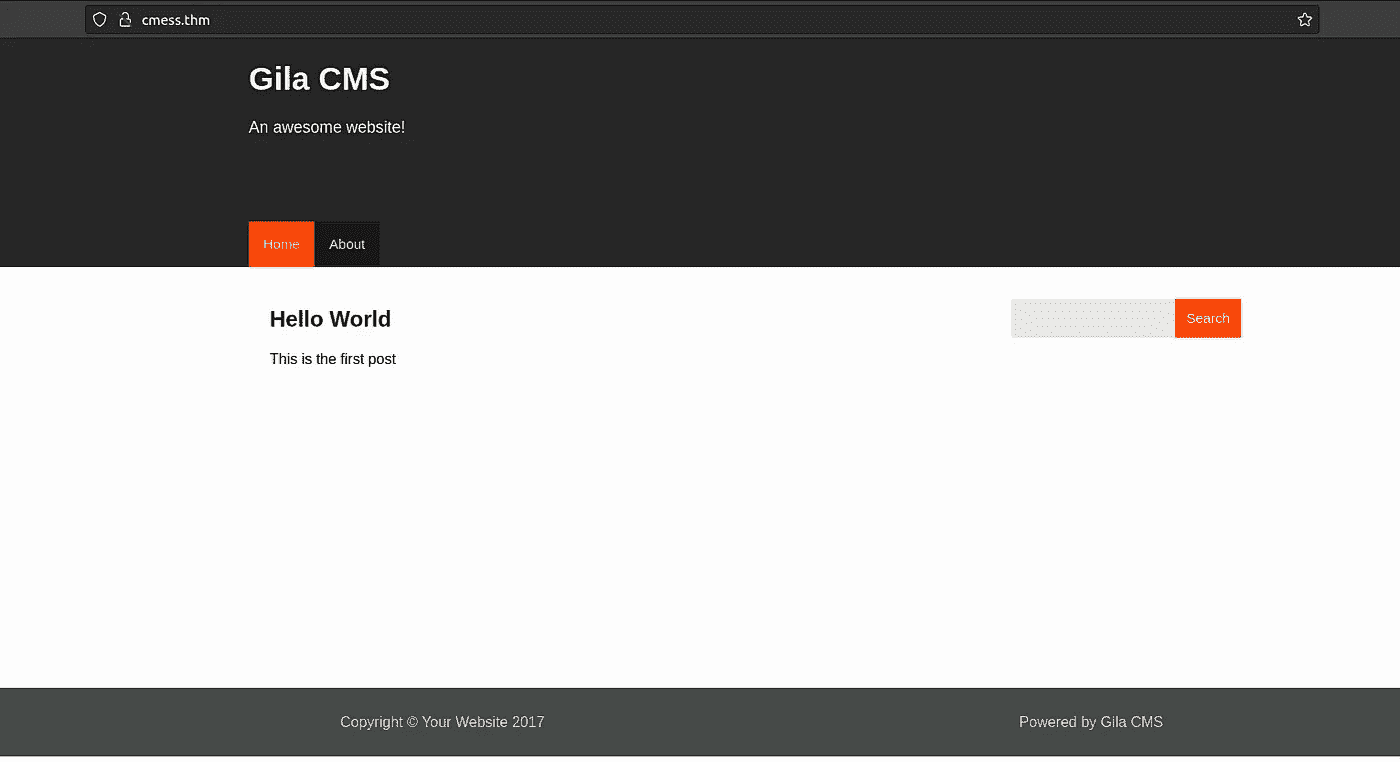 cmess.thm
Gila CMS
An awesome website!
Home About
Hello World
Search
This is the first post
Copyright © Your Website 2017 Powered by Gila CMS